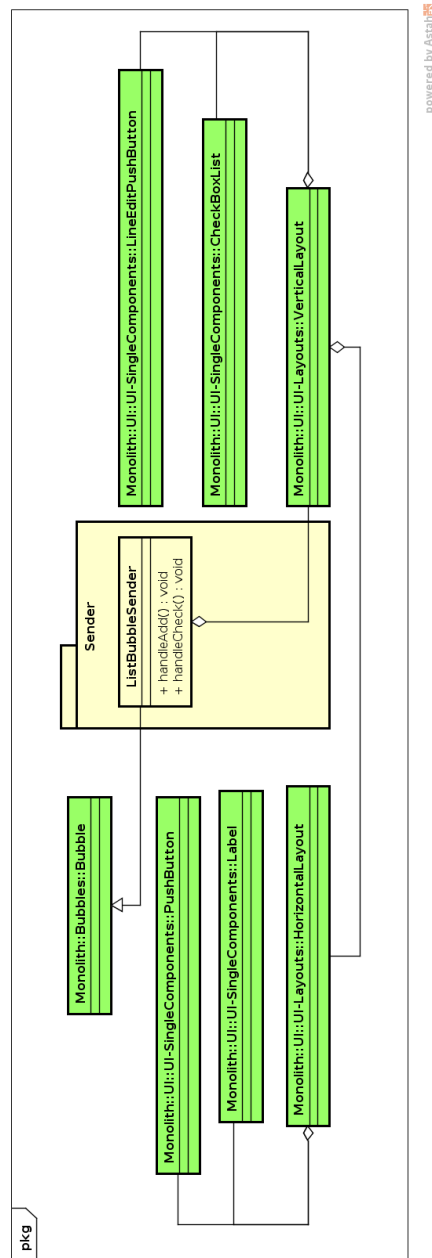 pkg
Monolith::Bubbles::Bubble
Sender
ListBubbleSender
+ handleAdd() : void
+ handleCheck() : void
Monolith::UI::UI-SingleComponents::LineEditPushButton
Monolith::UI::UI-SingleComponents::PushButton
Monolith::UI::UI-SingleComponents::CheckBoxList
Monolith::UI::UI-SingleComponents::Label
Monolith::UI::UI-Layouts::HorizontalLayout
Monolith::UI::UI-Layouts::VerticalLayout
powered by Astah